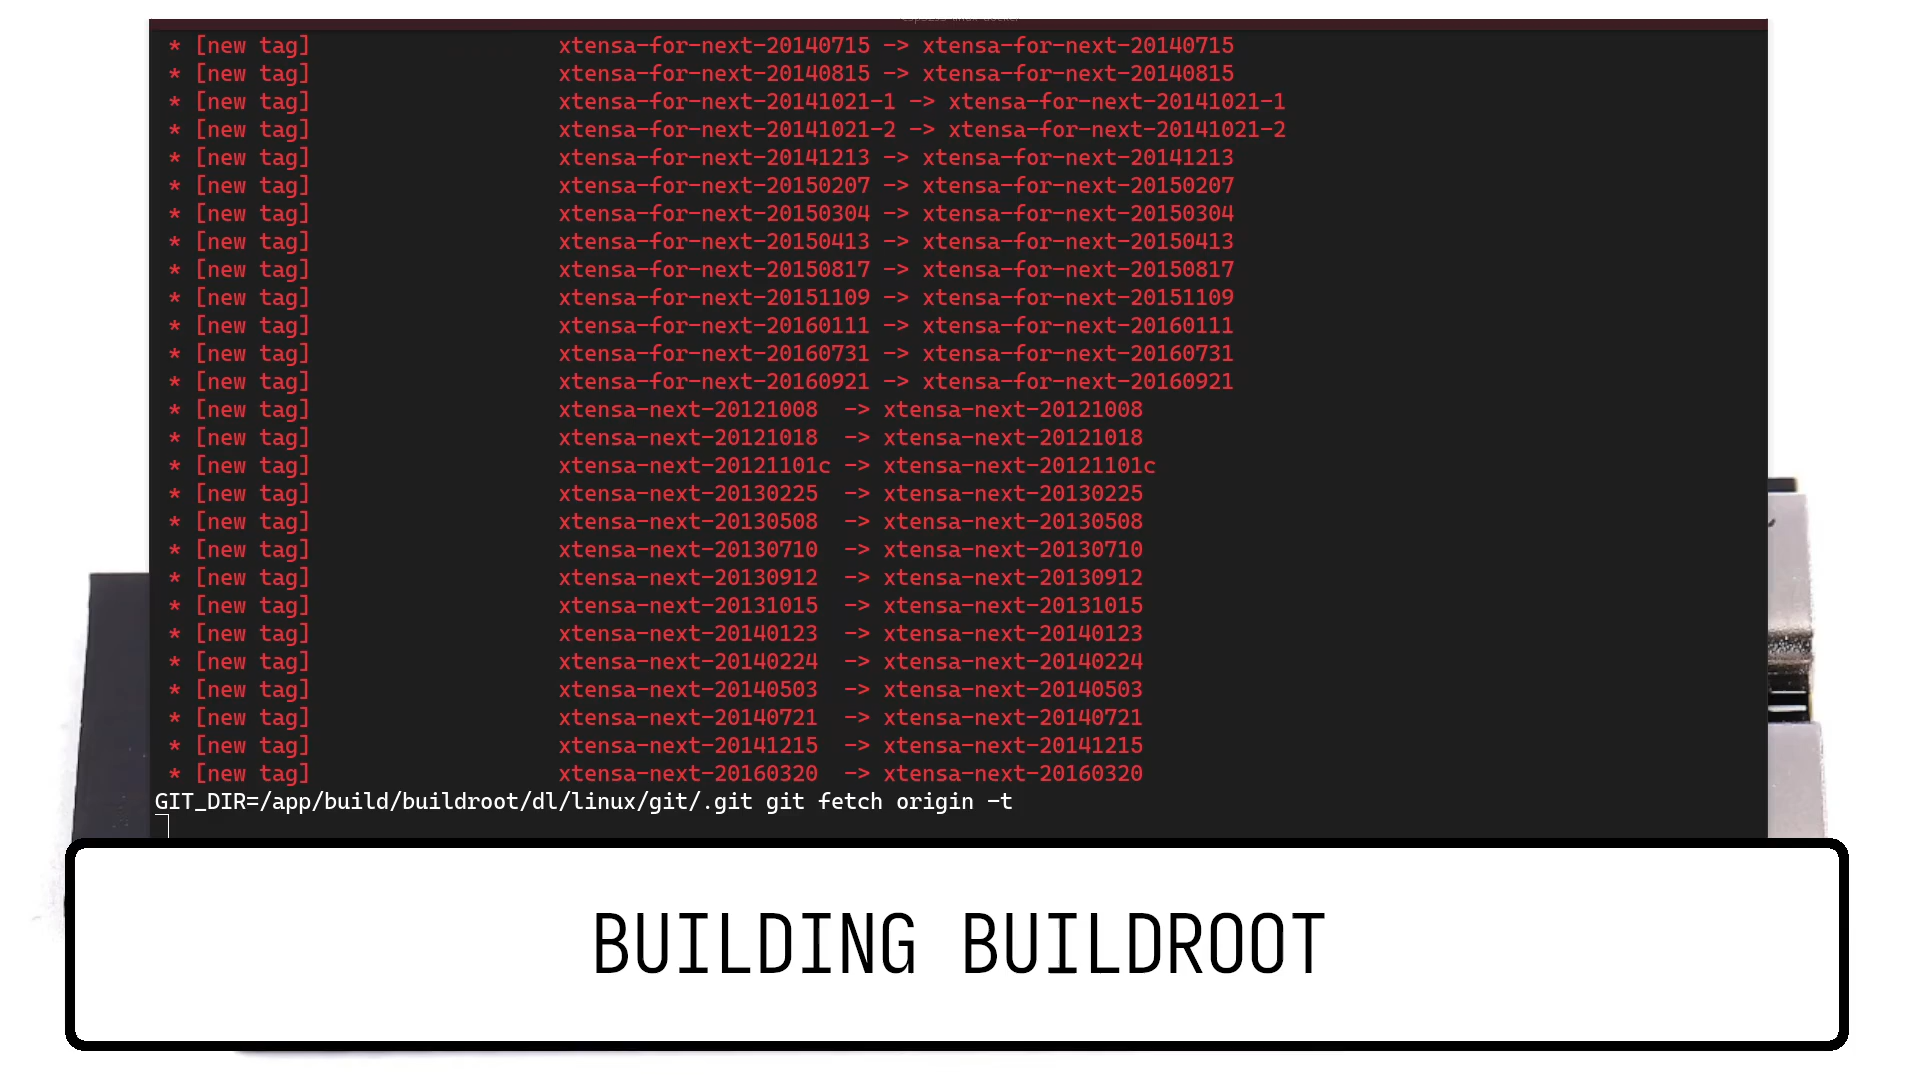 * [new tag] xtensa-for-next-20140715 -> xtensa-for-next-20140715
* [new tag] xtensa-for-next-20140815 -> xtensa-for-next-20140815
* [new tag] xtensa-for-next-20141021-1 -> xtensa-for-next-20141021-1
* [new tag] xtensa-for-next-20141021-2 -> xtensa-for-next-20141021-2
* [new tag] xtensa-for-next-20141213 -> xtensa-for-next-20141213
* [new tag] xtensa-for-next-20150207 -> xtensa-for-next-20150207
* [new tag] xtensa-for-next-20150304 -> xtensa-for-next-20150304
* [new tag] xtensa-for-next-20150413 -> xtensa-for-next-20150413
* [new tag] xtensa-for-next-20150817 -> xtensa-for-next-20150817
* [new tag] xtensa-for-next-20151109 -> xtensa-for-next-20151109
* [new tag] xtensa-for-next-20160111 -> xtensa-for-next-20160111
* [new tag] xtensa-for-next-20160731 -> xtensa-for-next-20160731
* [new tag] xtensa-for-next-20160921 -> xtensa-for-next-20160921
* [new tag] xtensa-next-20121008 -> xtensa-next-20121008
* [new tag] xtensa-next-20121018 -> xtensa-next-20121018
* [new tag] xtensa-next-20121101c -> xtensa-next-20121101c
* [new tag] xtensa-next-20130225 -> xtensa-next-20130225
* [new tag] xtensa-next-20130508 -> xtensa-next-20130508
* [new tag] xtensa-next-20130710 -> xtensa-next-20130710
* [new tag] xtensa-next-20130912 -> xtensa-next-20130912
* [new tag] xtensa-next-20131015 -> xtensa-next-20131015
* [new tag] xtensa-next-20140123 -> xtensa-next-20140123
* [new tag] xtensa-next-20140224 -> xtensa-next-20140224
* [new tag] xtensa-next-20140503 -> xtensa-next-20140503
* [new tag] xtensa-next-20140721 -> xtensa-next-20140721
* [new tag] xtensa-next-20141215 -> xtensa-next-20141215
* [new tag] xtensa-next-20160320 -> xtensa-next-20160320
GIT_DIR=/app/build/buildroot/dl/linux/git/.git git fetch origin -t
BUILDING BUILDROOT